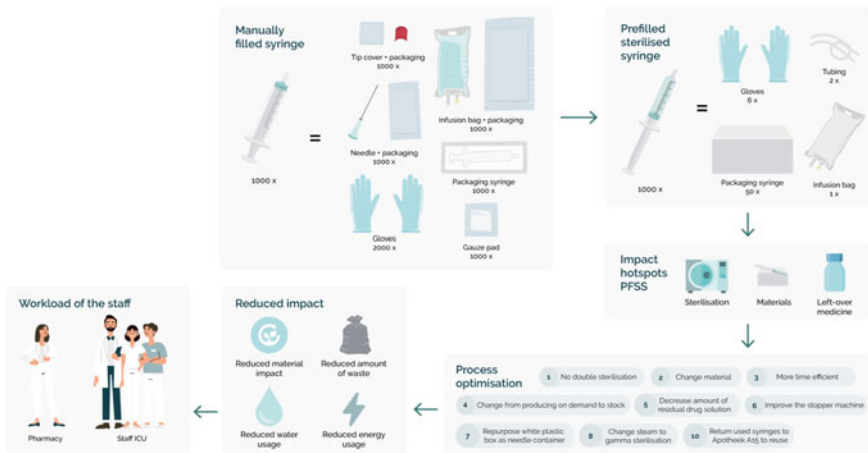 Manually
filled syringe
1000 x
=
Tip cover + packaging
1000 x
Needle + packaging
1000 x
Gloves
2000 x
Infusion bag + packaging
1000 x
Packaging syringe
1000 x
Gauze pad
1000 x
Prefilled
sterilised
syringe
1000 x
=
Gloves
6 x
Tubing
2 x
Packaging syringe
50 x
Infusion bag
1 x
Impact
hotspots
PFSS
Sterilisation
Materials
Left-over
medicine
Process
optimisation
1 No double sterilisation
2 Change material
3 More time efficient
4 Change from producing on demand to stock
5 Decrease amount of
residual drug solution
6 Improve the stopper machine
7 Repurpose white plastic
box as needle container
8 Change steam to
gamma sterilisation
10 Return used syringes to
Apotheek A15 to reuse
Reduced impact
Reduced material
impact
Reduced amount
of waste
Reduced water
usage
Reduced energy
usage
Workload of the staff
Pharmacy
Staff ICU